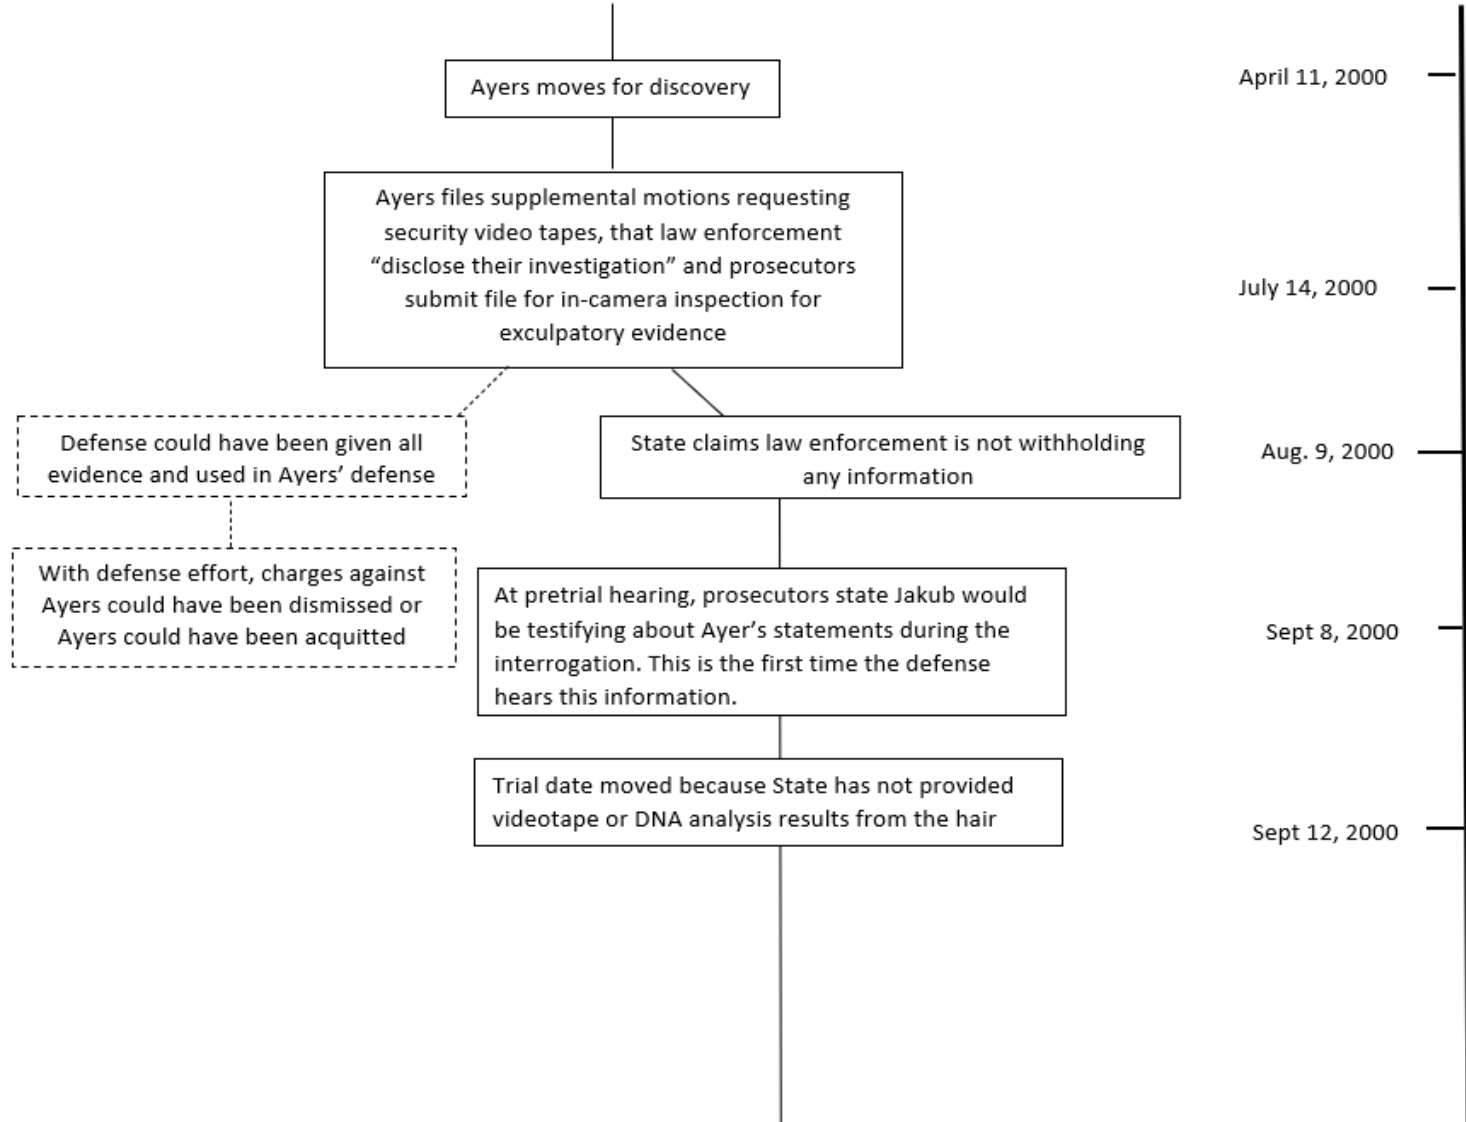 Ayers moves for discovery
April 11, 2000
Ayers files supplemental motions requesting
security video tapes, that law enforcement
“disclose their investigation” and prosecutors
submit file for in-camera inspection for
exculpatory evidence
July 14, 2000
Defense could have been given all
evidence and used in Ayers’ defense
State claims law enforcement is not withholding
any information
Aug. 9, 2000
With defense effort, charges against
Ayers could have been dismissed or
Ayers could have been acquitted
At pretrial hearing, prosecutors state Jakub would
be testifying about Ayer’s statements during the
interrogation. This is the first time the defense
hears this information.
Sept 8, 2000
Trial date moved because State has not provided
videotape or DNA analysis results from the hair
Sept 12, 2000